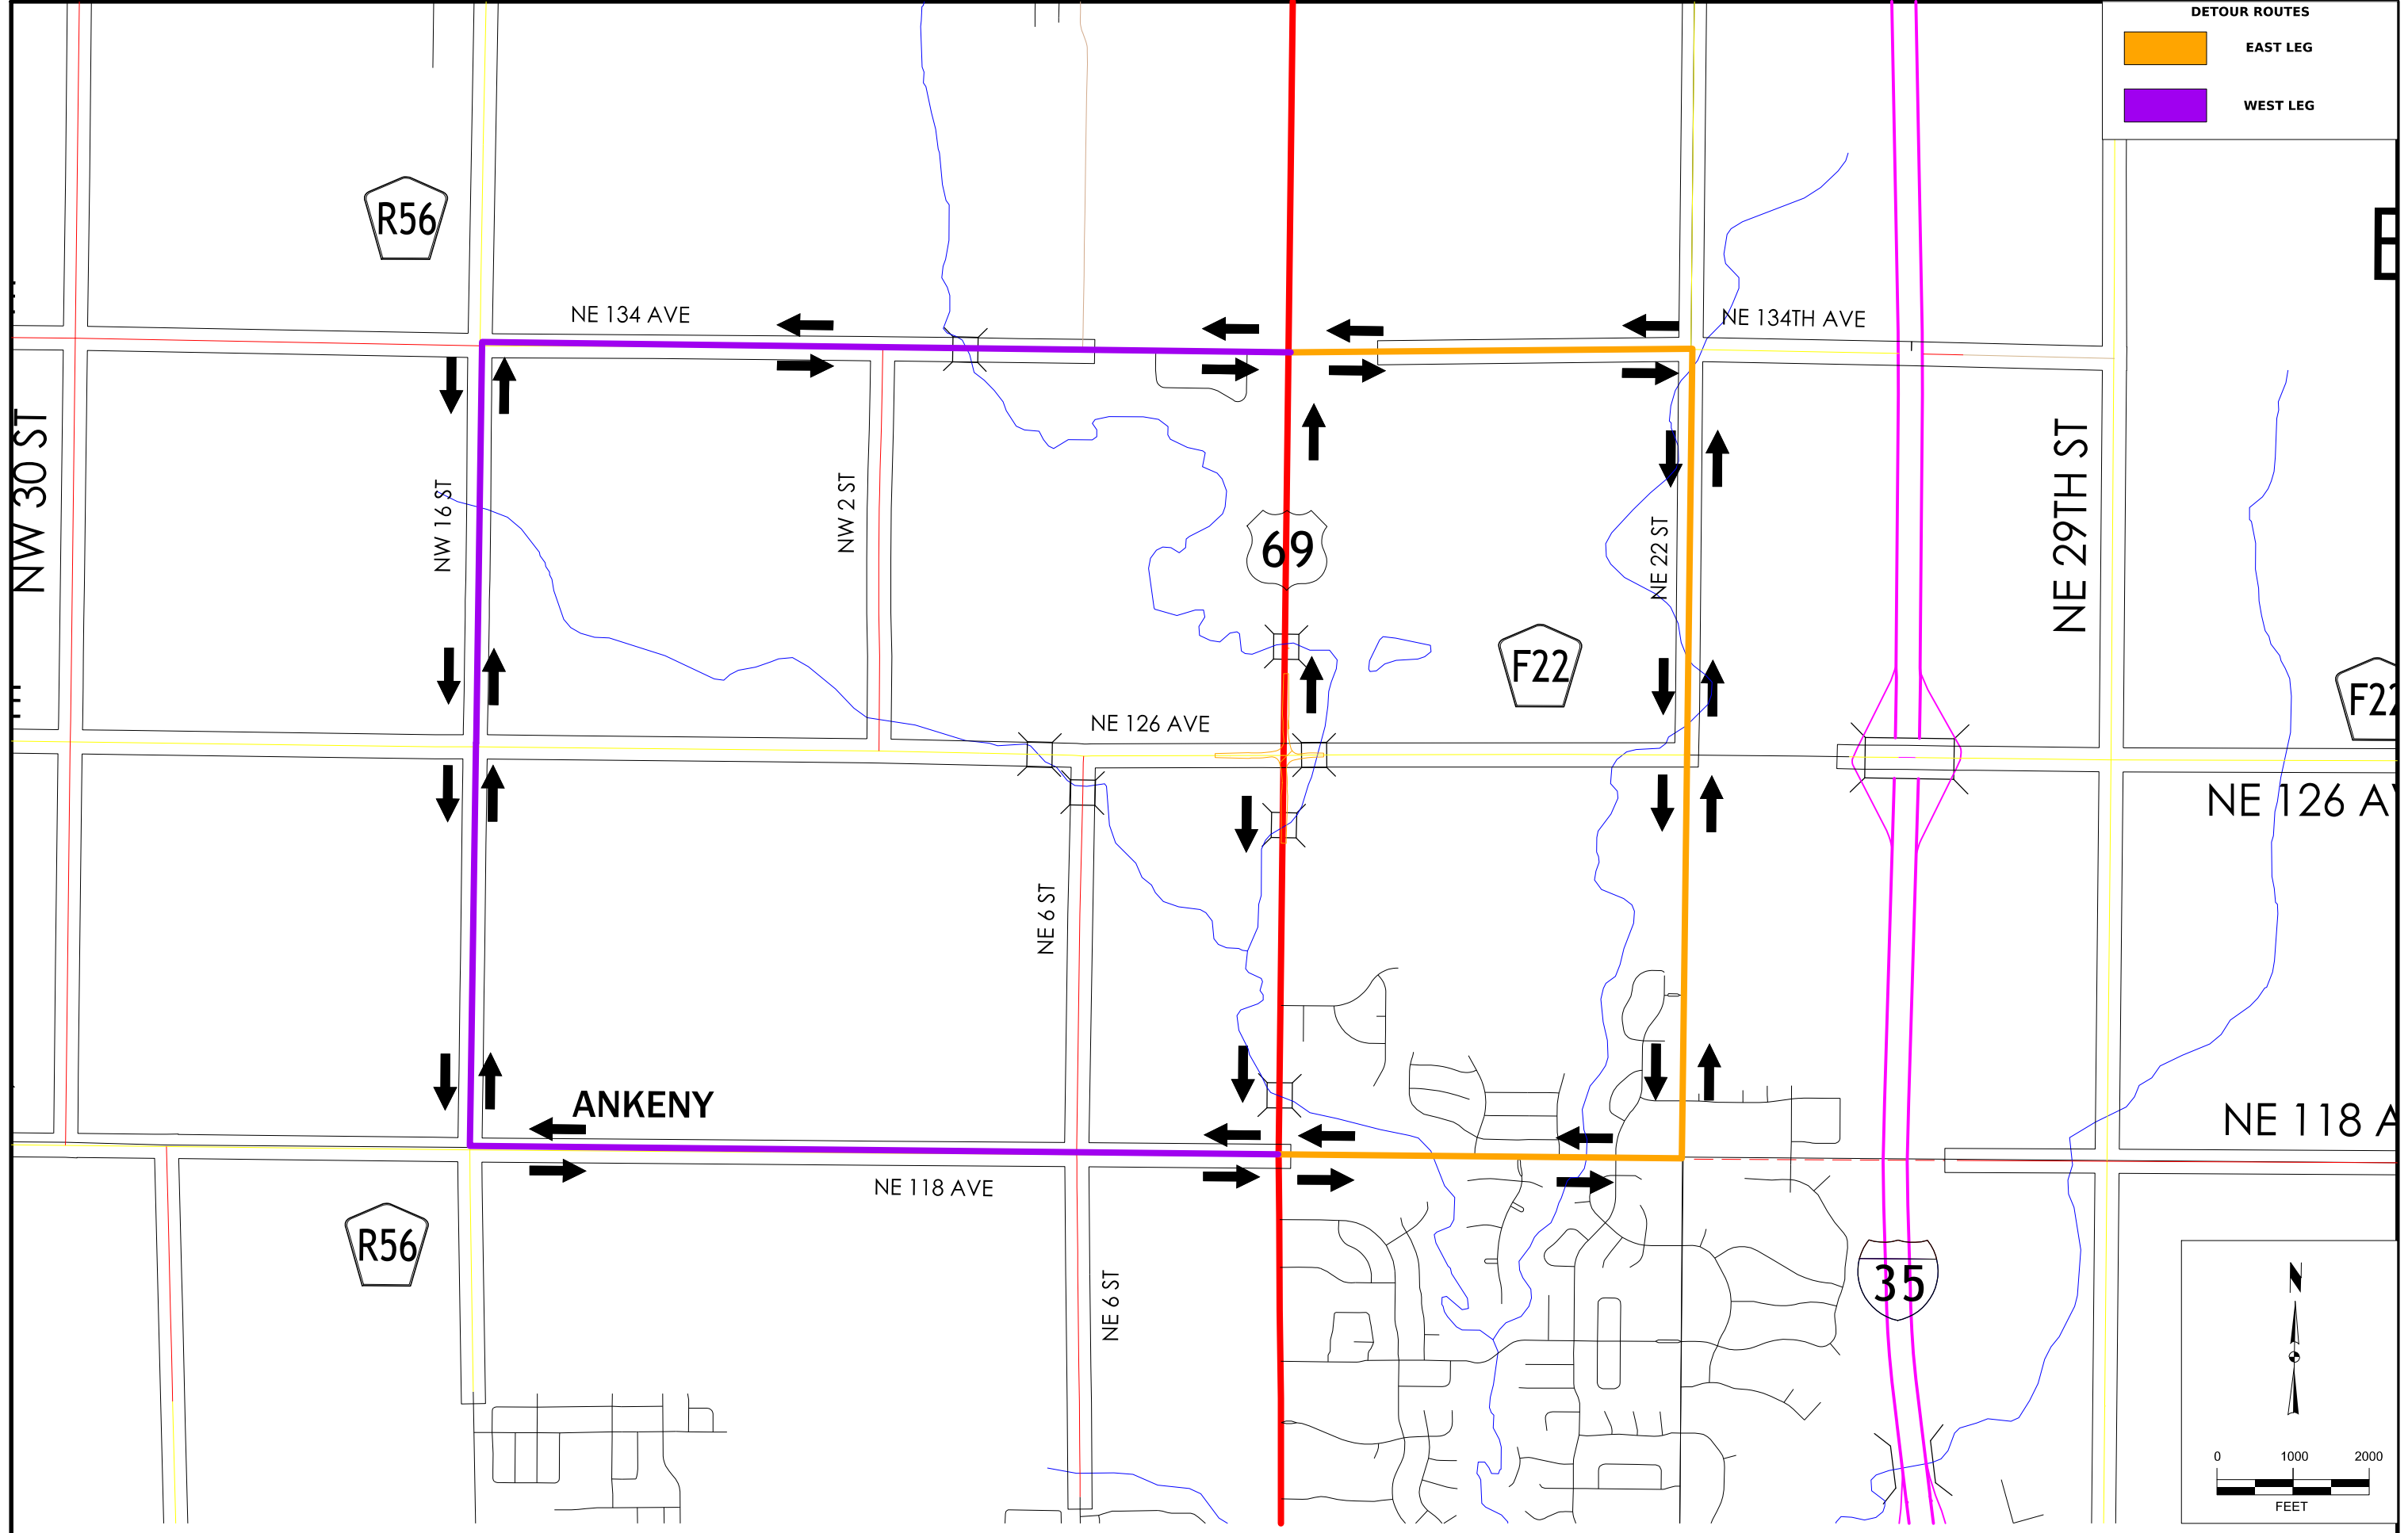 DETOUR ROUTES
EAST LEG
WEST LEG
R56
NE 134 AVE
NE 134TH AVE
NW 30 ST
NW 16 ST
NW 2 ST
69
NE 22 ST
NE 29TH ST
F22
F22
NE 126 AVE
NE 126 AV
NE 6 ST
ANKENY
NE 118 A
NE 118 AVE
R56
NE 6 ST
35
N
0 1000 2000
FEET